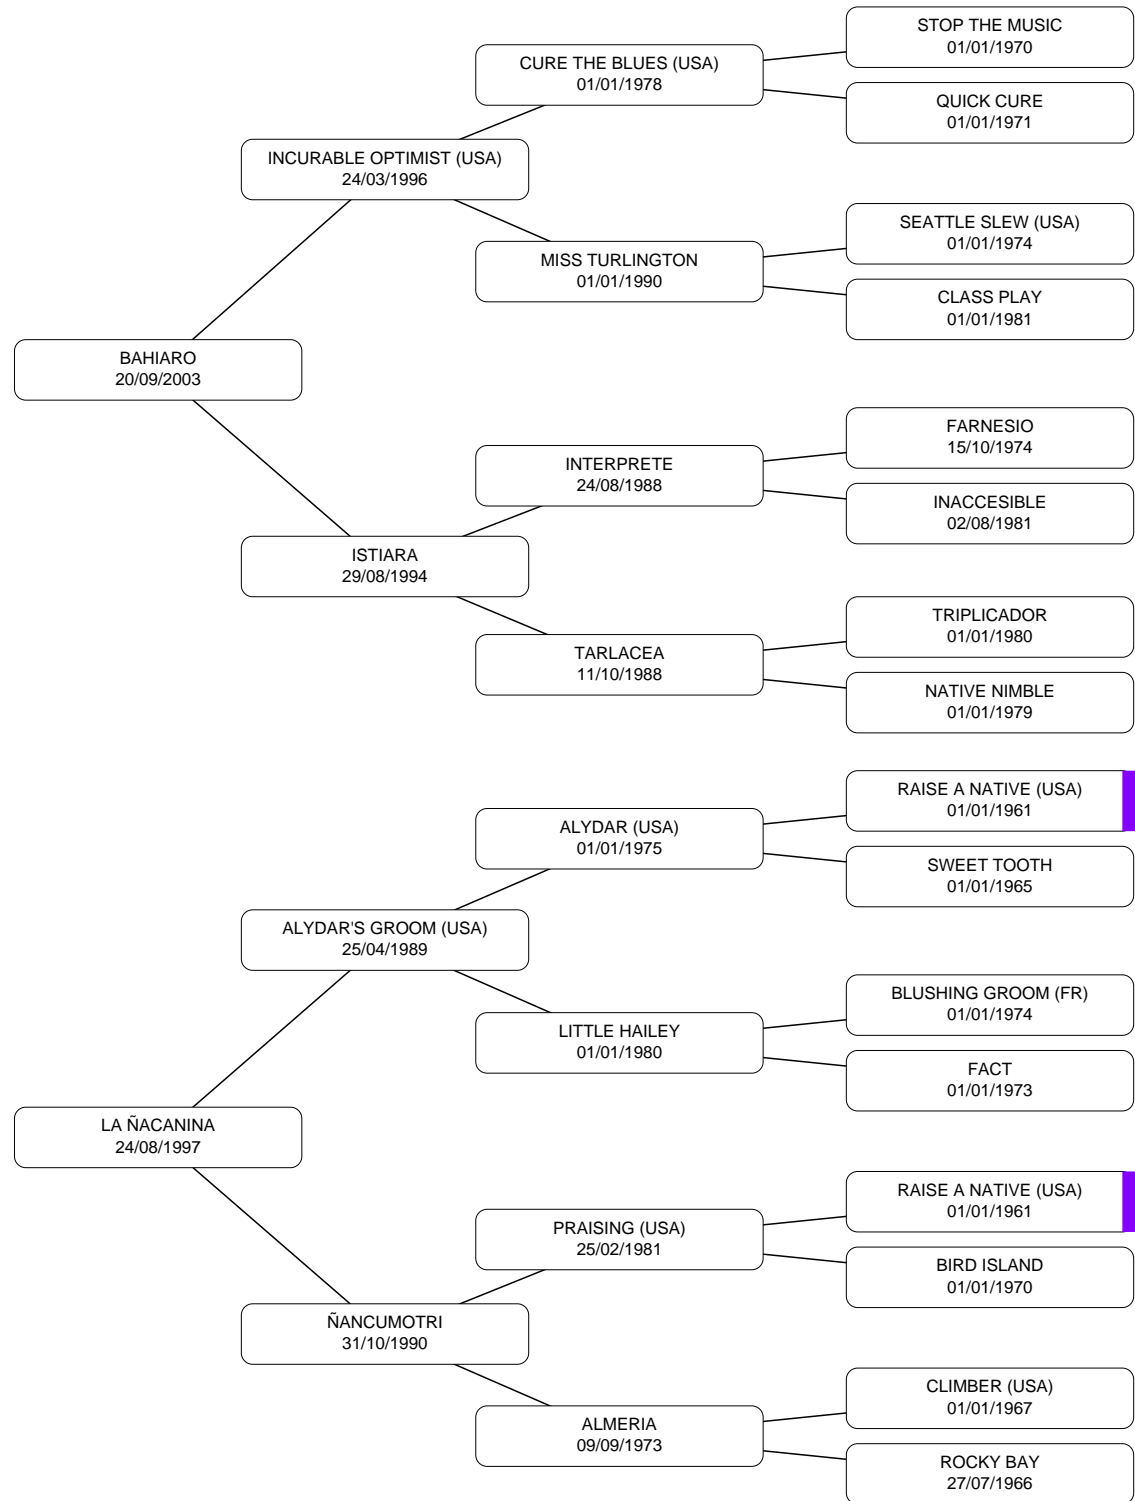 STOP THE MUSIC
01/01/1970
CURE THE BLUES (USA)
01/01/1978
QUICK CURE
01/01/1971
INCURABLE OPTIMIST (USA)
24/03/1996
SEATTLE SLEW (USA)
01/01/1974
MISS TURLINGTON
01/01/1990
CLASS PLAY
01/01/1981
BAHIARO
20/09/2003
FARNESIO
15/10/1974
INTERPRETE
24/08/1988
INACCESIBLE
02/08/1981
ISTIARA
29/08/1994
TRIPLICADOR
01/01/1980
TARLACEA
11/10/1988
NATIVE NIMBLE
01/01/1979
RAISE A NATIVE (USA)
01/01/1961
ALYDAR (USA)
01/01/1975
SWEET TOOTH
01/01/1965
ALYDAR'S GROOM (USA)
25/04/1989
BLUSHING GROOM (FR)
01/01/1974
LITTLE HAILEY
01/01/1980
FACT
01/01/1973
LA ÑACANINA
24/08/1997
RAISE A NATIVE (USA)
01/01/1961
PRAISING (USA)
25/02/1981
BIRD ISLAND
01/01/1970
ÑANCUMOTRI
31/10/1990
CLIMBER (USA)
01/01/1967
ALMERIA
09/09/1973
ROCKY BAY
27/07/1966